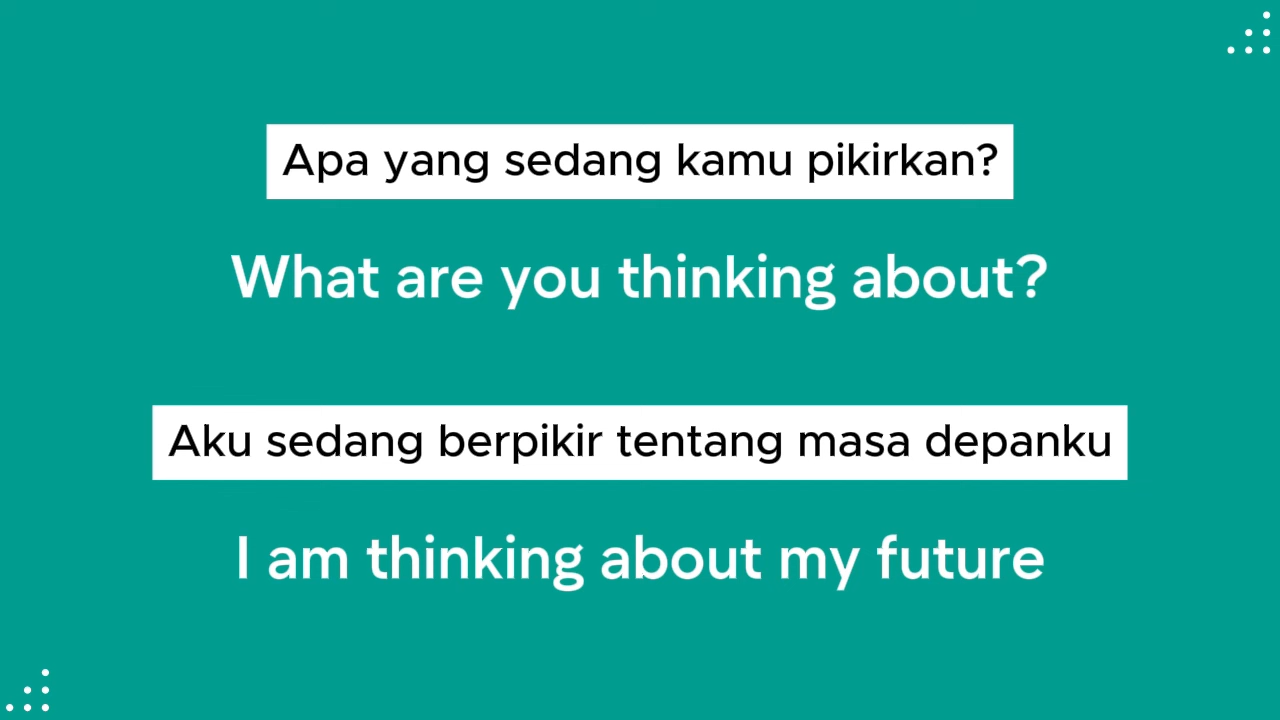 Apa yang sedang kamu pikirkan?
What are you thinking about?
Aku sedang berpikir tentang masa depanku
I am thinking about my future